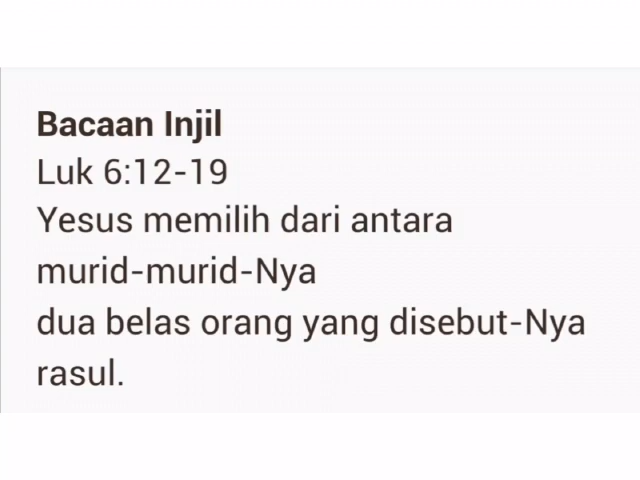 Bacaan Injil
Luk 6:12-19
Yesus memilih dari antara
murid-murid-Nya
dua belas orang yang disebut-Nya
rasul.